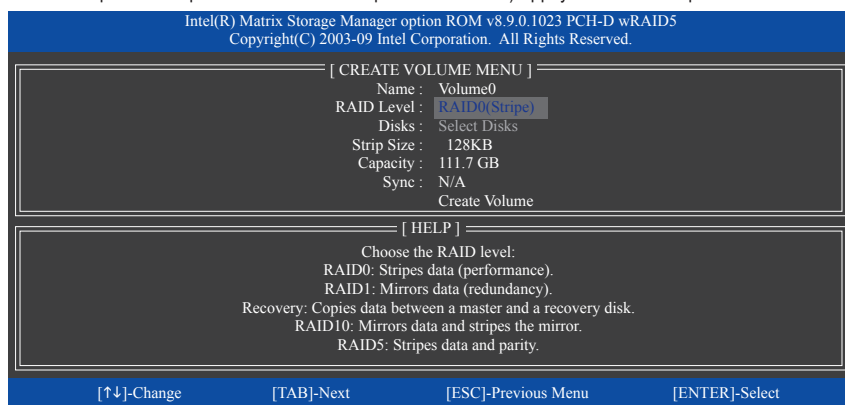 Intel(R) Matrix Storage Manager option ROM v8.9.0.1023 PCH-D wRAID5
Copyright(C) 2003-09 Intel Corporation. All Rights Reserved.
[ CREATE VOLUME MENU ]
Name : Volume0
RAID Level : RAID0(Stripe)
Disks : Select Disks
Strip Size : 128KB
Capacity : 111.7 GB
Sync : N/A
Create Volume
[ HELP ]
Choose the RAID level:
RAID0: Stripes data (performance).
RAID1: Mirrors data (redundancy).
Recovery: Copies data between a master and a recovery disk.
RAID10: Mirrors data and stripes the mirror.
RAID5: Stripes data and parity.
[↑↓]-Change [TAB]-Next [ESC]-Previous Menu [ENTER]-Select